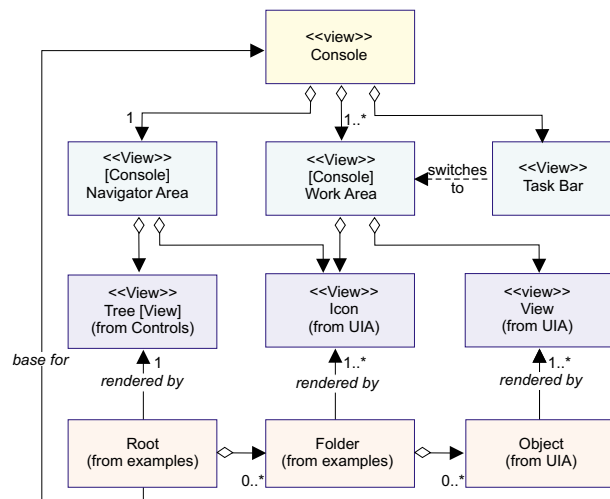 <<view>>
Console
1
1..*
<<View>>
[Console]
Navigator Area
<<View>>
[Console]
Work Area
switches
to
<<View>>
Task Bar
<<View>>
Tree [View]
(from Controls)
<<View>>
Icon
(from UIA)
<<view>>
View
(from UIA)
base for
1
rendered by
1..*
rendered by
1..*
rendered by
Root
(from examples)
0..*
Folder
(from examples)
0..*
Object
(from UIA)